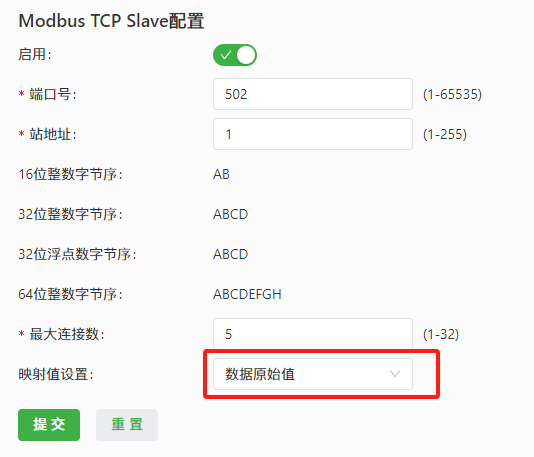 Modbus TCP Slave配置
启用：
* 端口号： 502 (1-65535)
* 站地址： 1 (1-255)
16位整数字节序： AB
32位整数字节序： ABCD
32位浮点数字节序： ABCD
64位整数字节序： ABCDEFGH
* 最大连接数： 5 (1-32)
映射值设置： 数据原始值
提 交 重 置